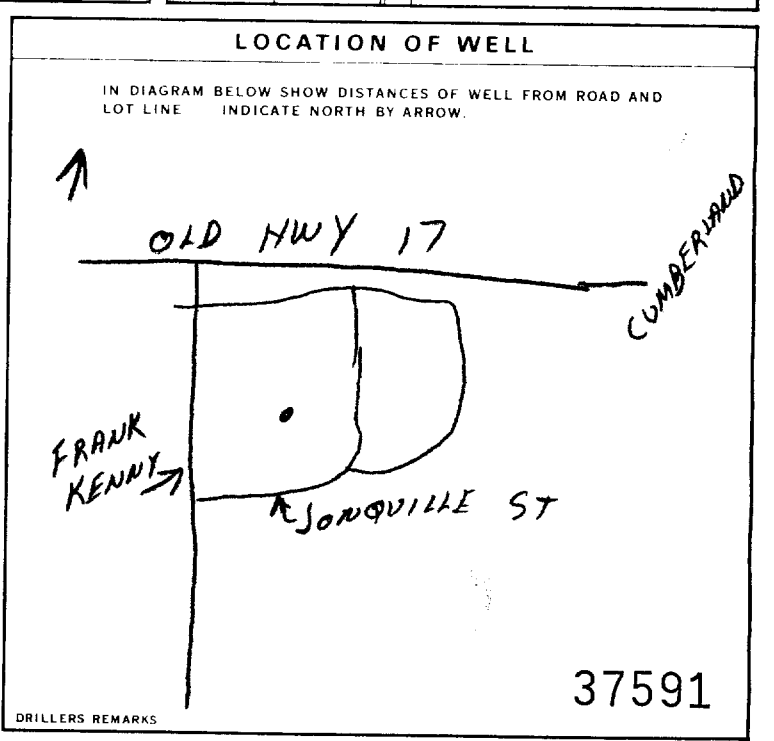 LOCATION OF WELL
IN DIAGRAM BELOW SHOW DISTANCES OF WELL FROM ROAD AND
LOT LINE INDICATE NORTH BY ARROW.
OLD HWY 17
CUMBERLAND
FRANK
KENNY
JONQUILLE ST
37591
DRILLERS REMARKS